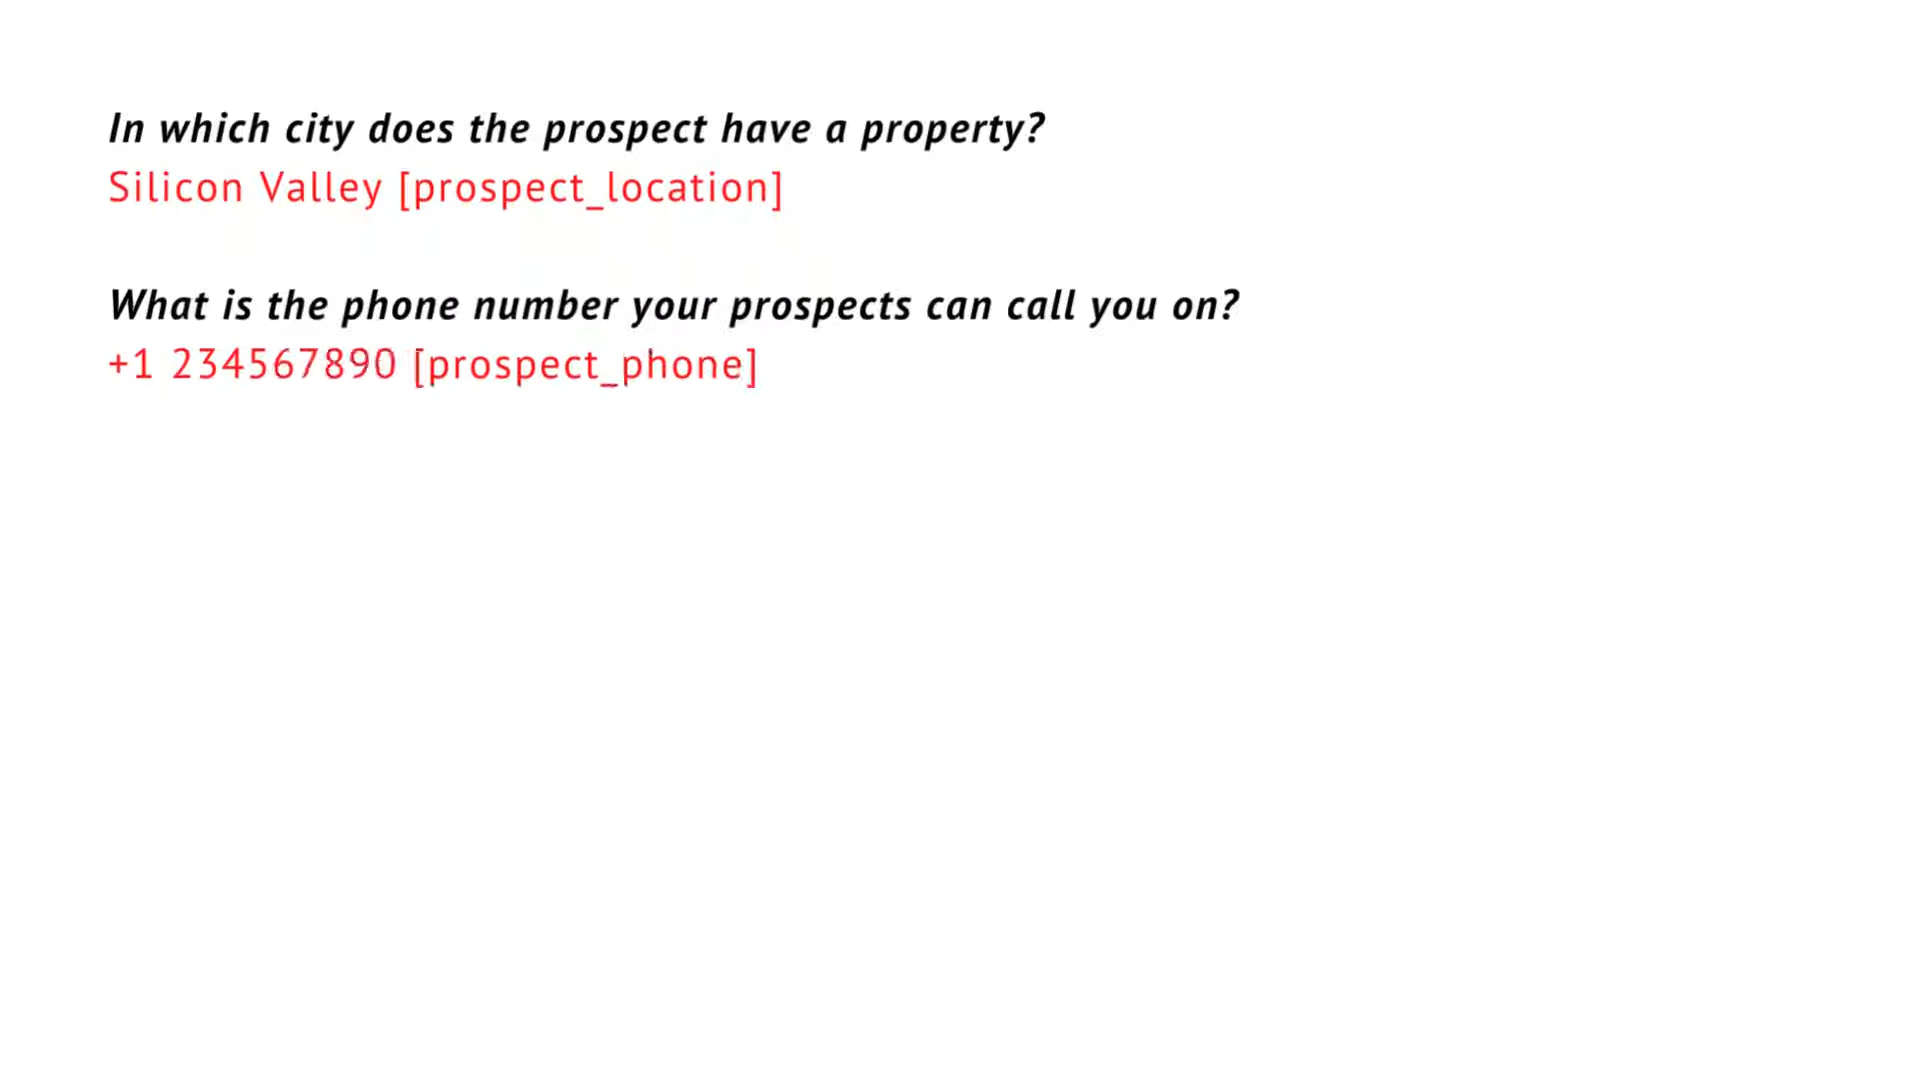 In which city does the prospect have a property?
Silicon Valley [prospect_location]
What is the phone number your prospects can call you on?
+1 234567890 [prospect_phone]